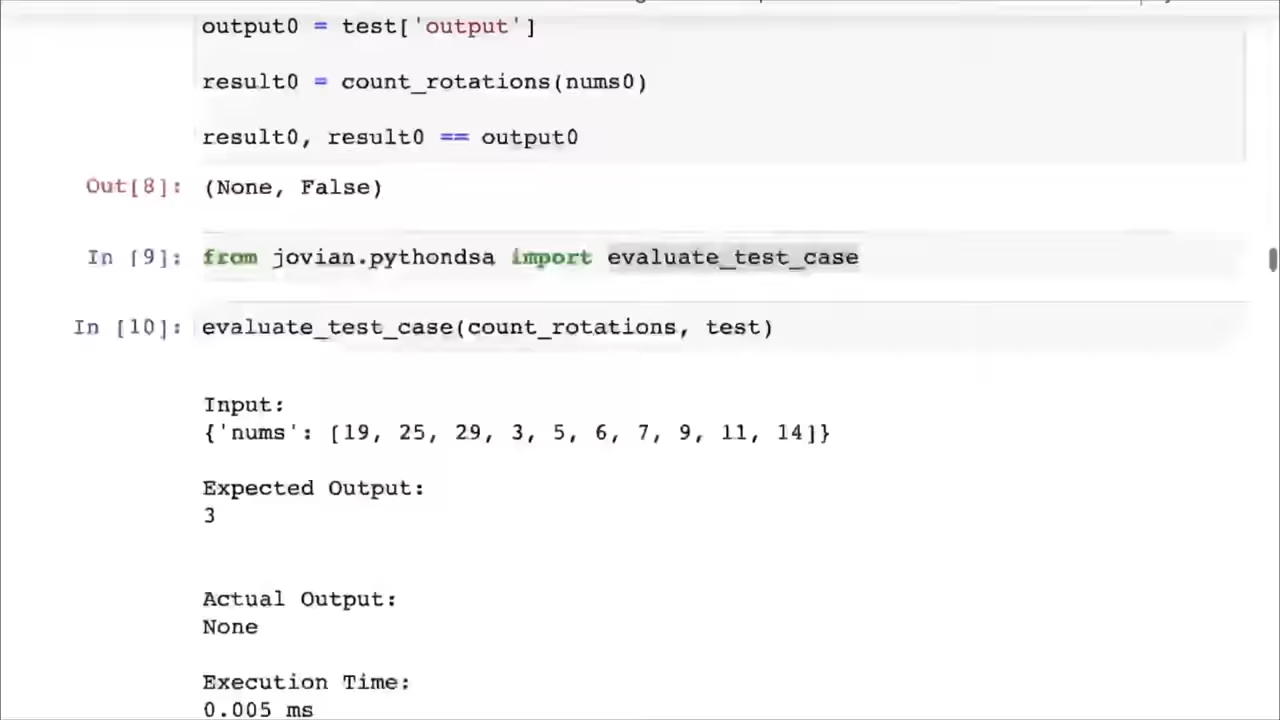 output0 = test['output']
result0 = count_rotations(nums0)
result0, result0 == output0
Out[8]: (None, False)
In [9]: from jovian.pythondsa import evaluate_test_case
In [10]: evaluate_test_case(count_rotations, test)
Input:
{'nums': [19, 25, 29, 3, 5, 6, 7, 9, 11, 14]}
Expected Output:
3
Actual Output:
None
Execution Time:
0.005 ms